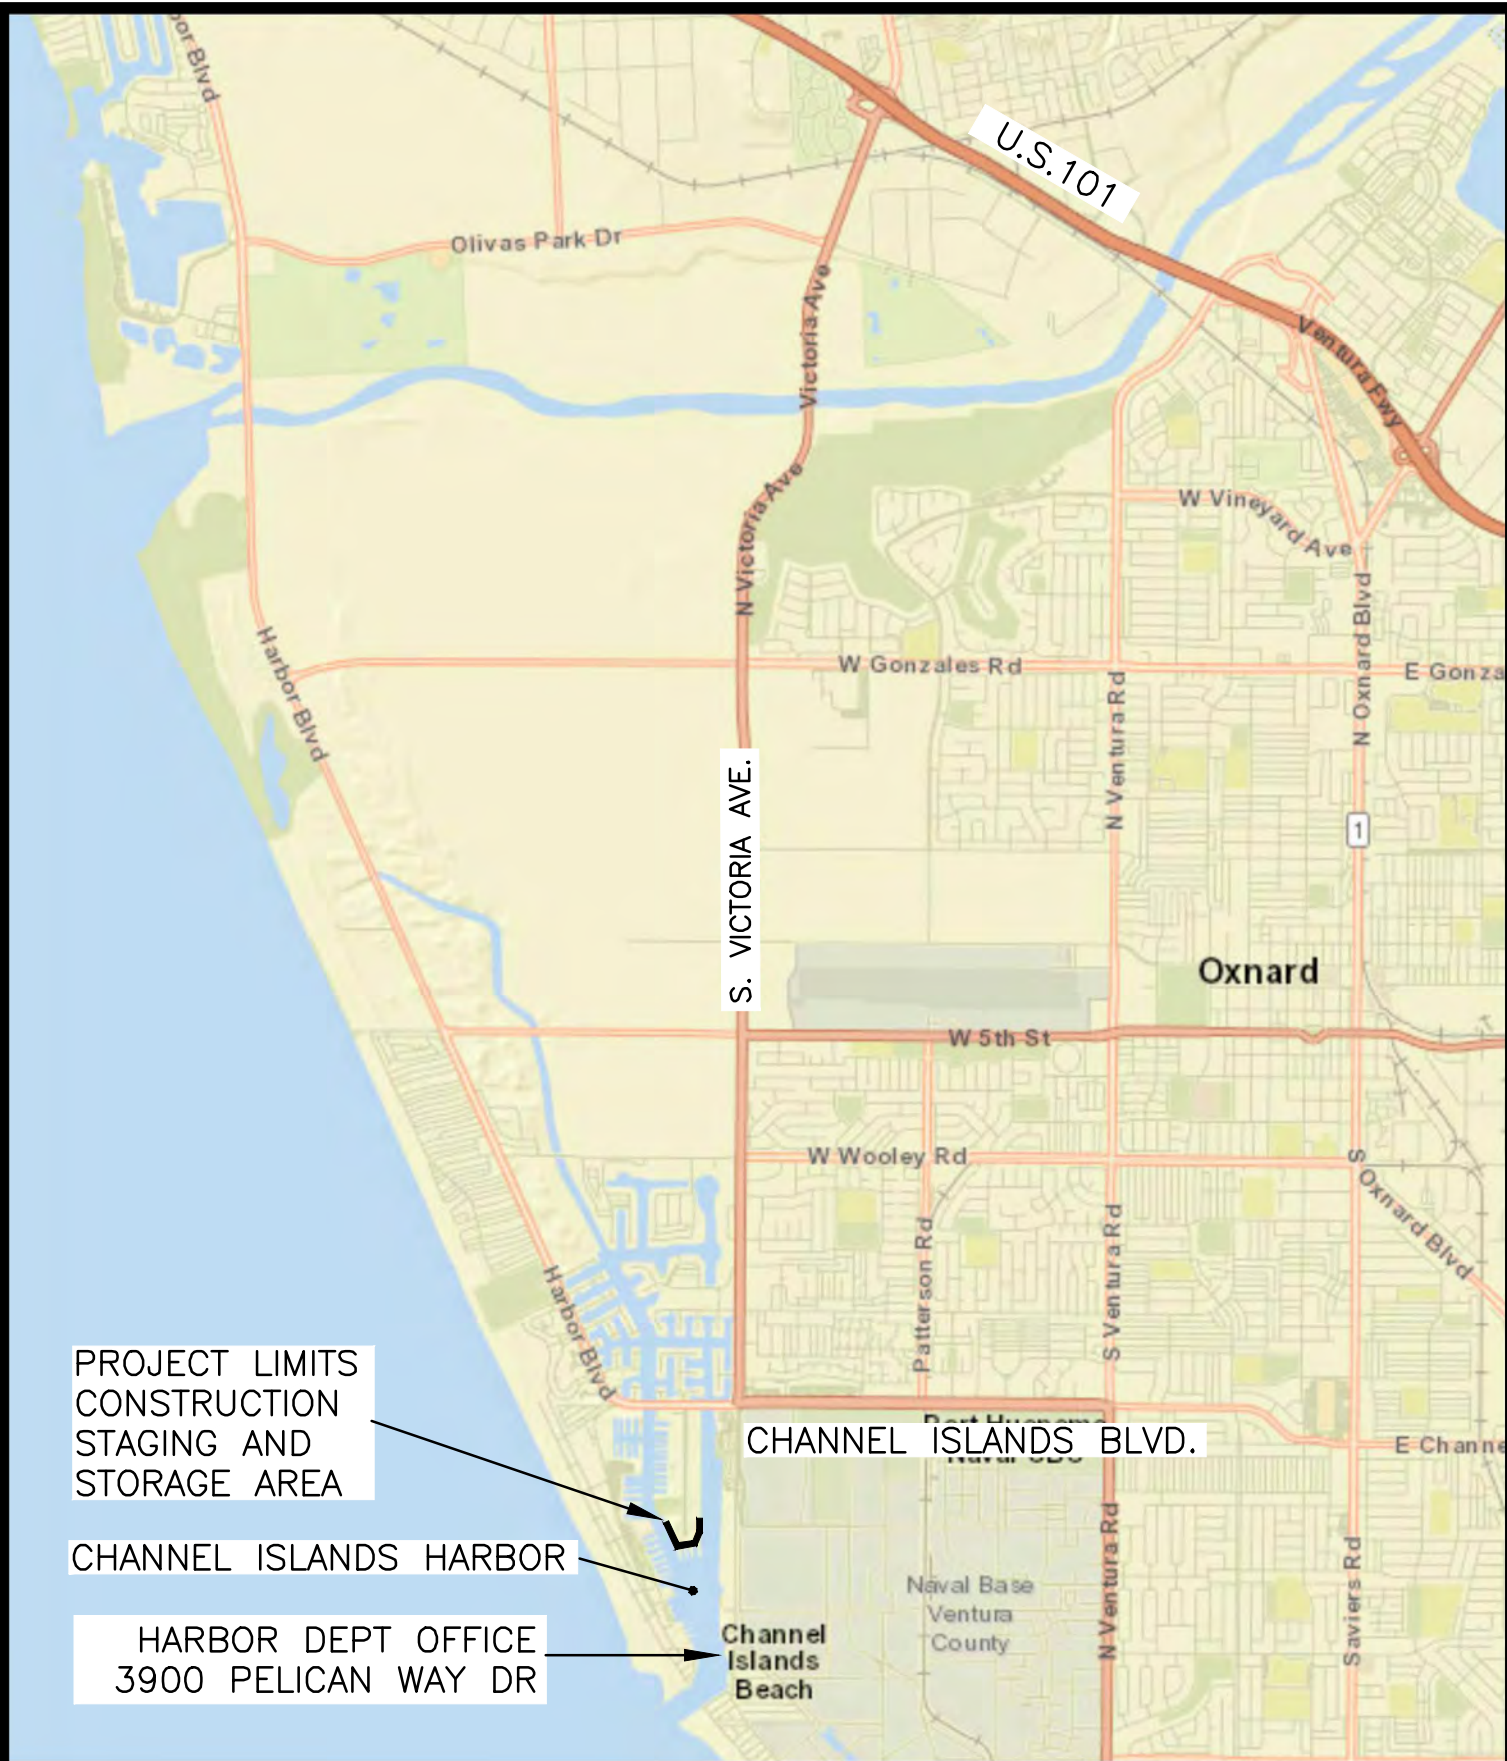 bor Blvd
U.S.101
Olivas Park Dr
Victoria Ave
Ventura Fwy
N Victoria Ave
W Vineyard Ave
N Oxnard Blvd
Harbor Blvd
W Gonzales Rd
E Gonza
N Ventura Rd
S. VICTORIA AVE.
1
Oxnard
W 5th St
W Wooley Rd
S Oxnard Blvd
Patterson Rd
S Ventura Rd
Harbor Blvd
PROJECT LIMITS
CONSTRUCTION
STAGING AND
STORAGE AREA
CHANNEL ISLANDS BLVD.
E Channe
CHANNEL ISLANDS HARBOR
N Ventura Rd
Saviers Rd
Naval Base
Ventura
County
HARBOR DEPT OFFICE
3900 PELICAN WAY DR
Channel
Islands
Beach